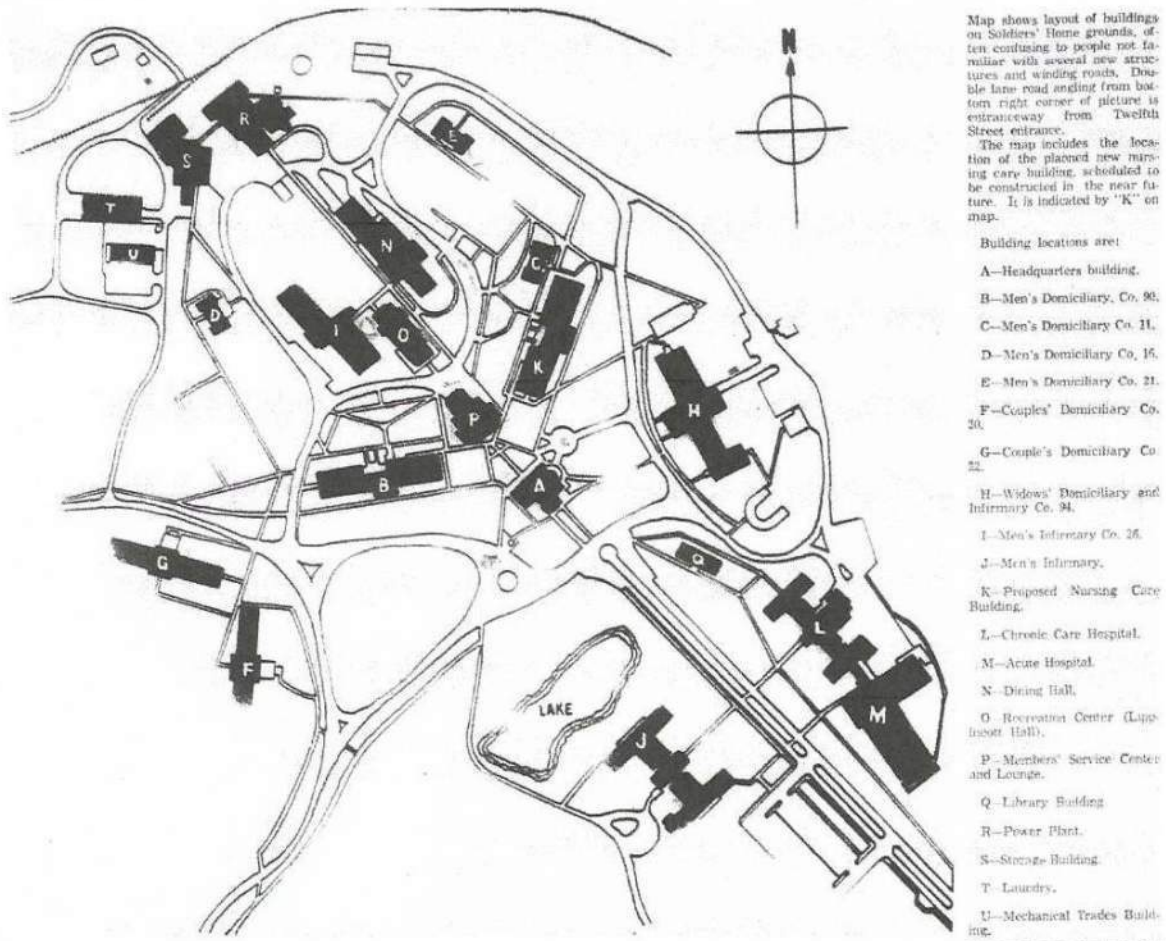 N
R
S
E
T
U
N
C
D
I
O
K
H
P
B
A
G
Q
L
F
LAKE
J
M
Map shows layout of buildings
on Soldiers' Home grounds, of-
ten confusing to people not fa-
miliar with several new struc-
tures and winding roads. Dou-
ble lane road angling from bot-
tom right corner of picture is
entranceway from Twelfth
Street entrance.
The map includes the loca-
tion of the planned new nurs-
ing care building, scheduled to
be constructed in the near fu-
ture. It is indicated by "K" on
map.
Building locations are:
A—Headquarters building.
B—Men's Domiciliary, Co. 90.
C—Men's Domiciliary Co. 11.
D—Men's Domiciliary Co. 16.
E—Men's Domiciliary Co. 21.
F—Couples' Domiciliary Co.
20.
G—Couple's Domiciliary Co
22.
H—Widows' Domiciliary and
Infirmary Co. 94.
I—Men's Infirmary Co. 26.
J—Men's Infirmary.
K—Proposed Nursing Care
Building.
L—Chronic Care Hospital.
M—Acute Hospital.
N—Dining Hall.
O—Recreation Center (Lipp-
incott Hall).
P—Members' Service Center
and Lounge.
Q—Library Building
R—Power Plant.
S—Storage Building.
T—Laundry.
U—Mechanical Trades Build-
ing.